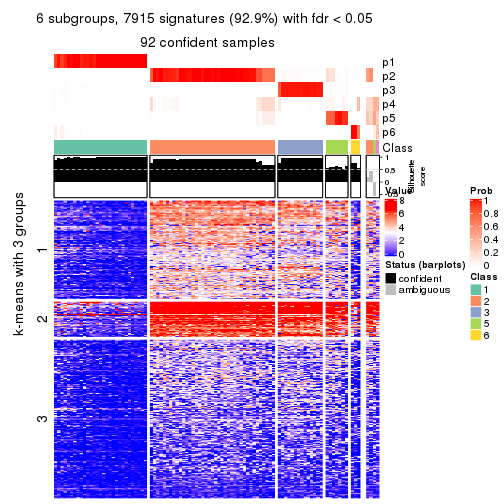 6 subgroups, 7915 signatures (92.9%) with fdr < 0.05
92 confident samples
p1
p2
p3
p4
p5
p6
Class
1
0.5
0
-0.5
Silhouette
score
k-means with 3 groups
1
2
3
Value
8
6
4
2
0
Status (barplots)
confident
ambiguous
Prob
1
0.8
0.6
0.4
0.2
0
Class
1
2
3
5
6